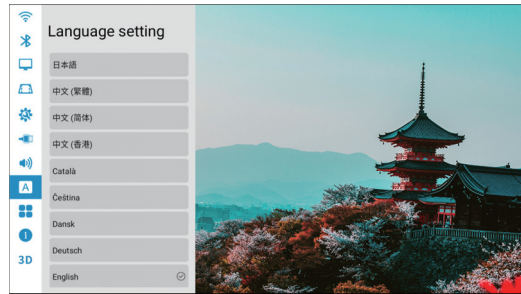 Language setting
日本語
中文 (繁體)
中文 (简体)
中文 (香港)
Català
Čeština
Dansk
Deutsch
English
A
3D